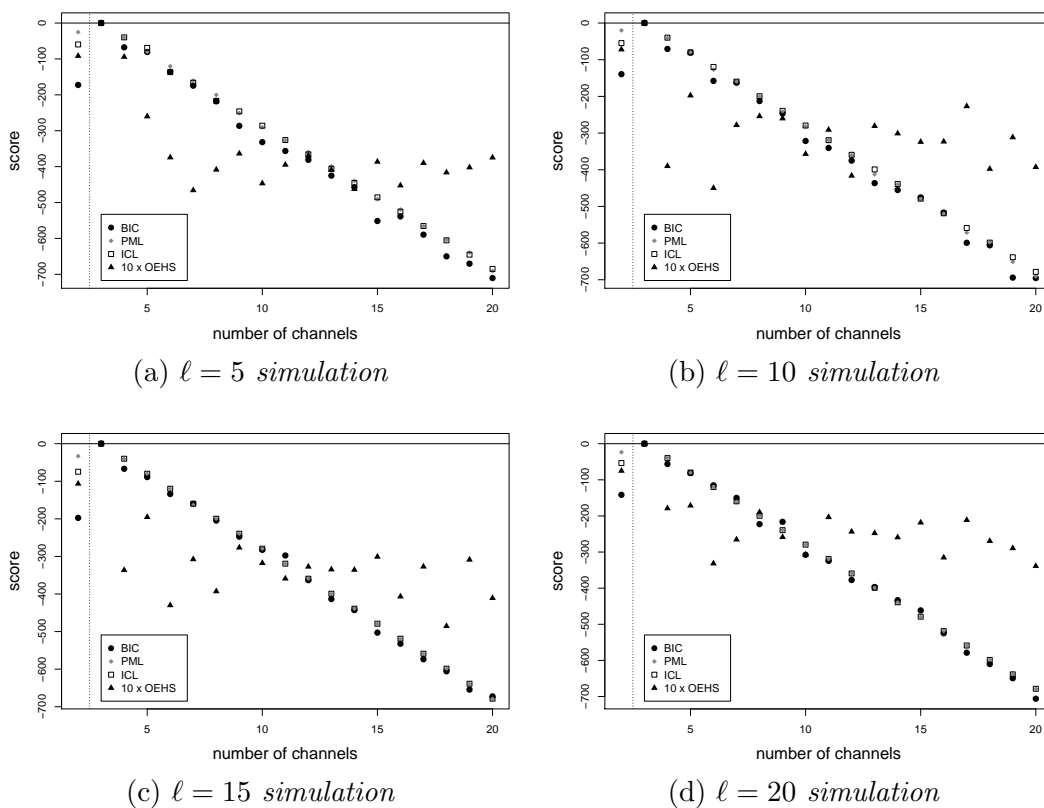 0
−100
−200
−300
−400
−500
−600
−700
score
BIC
PML
ICL
10 x OEHS
5
10
15
20
number of channels
(a) ℓ = 5 simulation
0
−100
−200
−300
−400
−500
−600
−700
score
BIC
PML
ICL
10 x OEHS
5
10
15
20
number of channels
(b) ℓ = 10 simulation
0
−100
−200
−300
−400
−500
−600
−700
score
BIC
PML
ICL
10 x OEHS
5
10
15
20
number of channels
(c) ℓ = 15 simulation
0
−100
−200
−300
−400
−500
−600
−700
score
BIC
PML
ICL
10 x OEHS
5
10
15
20
number of channels
(d) ℓ = 20 simulation